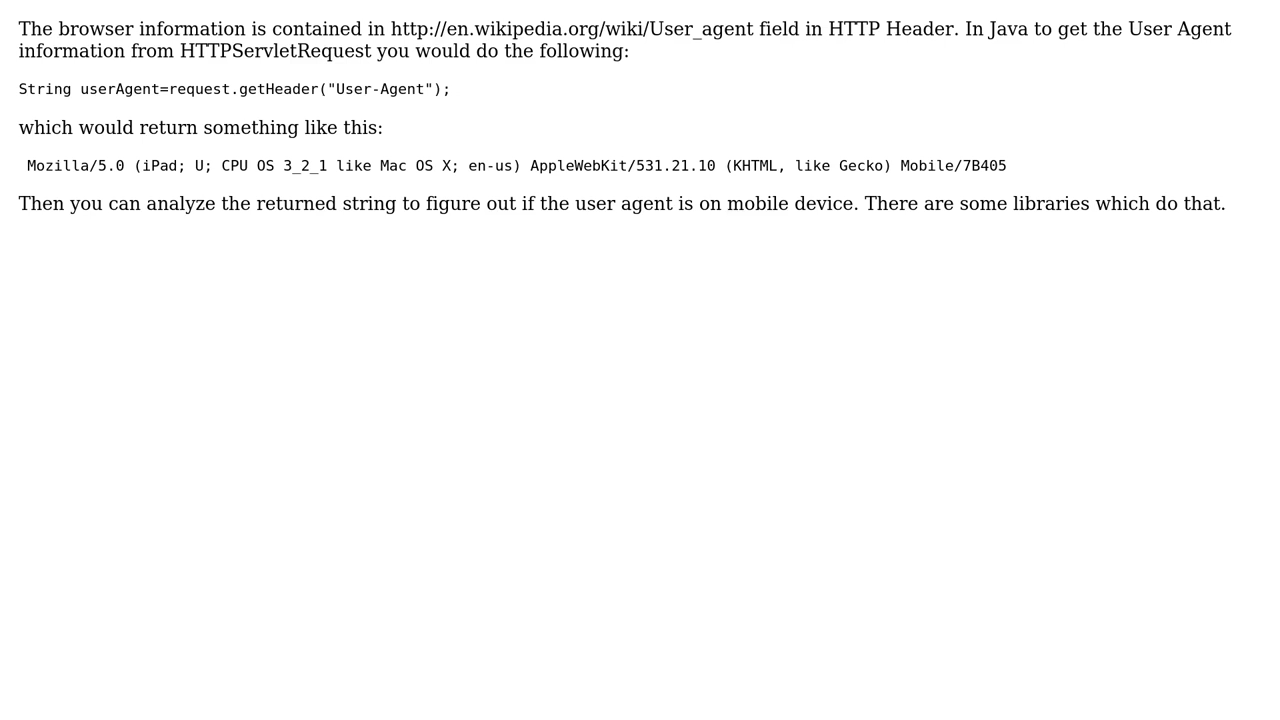 The browser information is contained in http://en.wikipedia.org/wiki/User_agent field in HTTP Header. In Java to get the User Agent
information from HTTPServletRequest you would do the following:
String userAgent=request.getHeader("User-Agent");
which would return something like this:
Mozilla/5.0 (iPad; U; CPU OS 3_2_1 like Mac OS X; en-us) AppleWebKit/531.21.10 (KHTML, like Gecko) Mobile/7B405
Then you can analyze the returned string to figure out if the user agent is on mobile device. There are some libraries which do that.